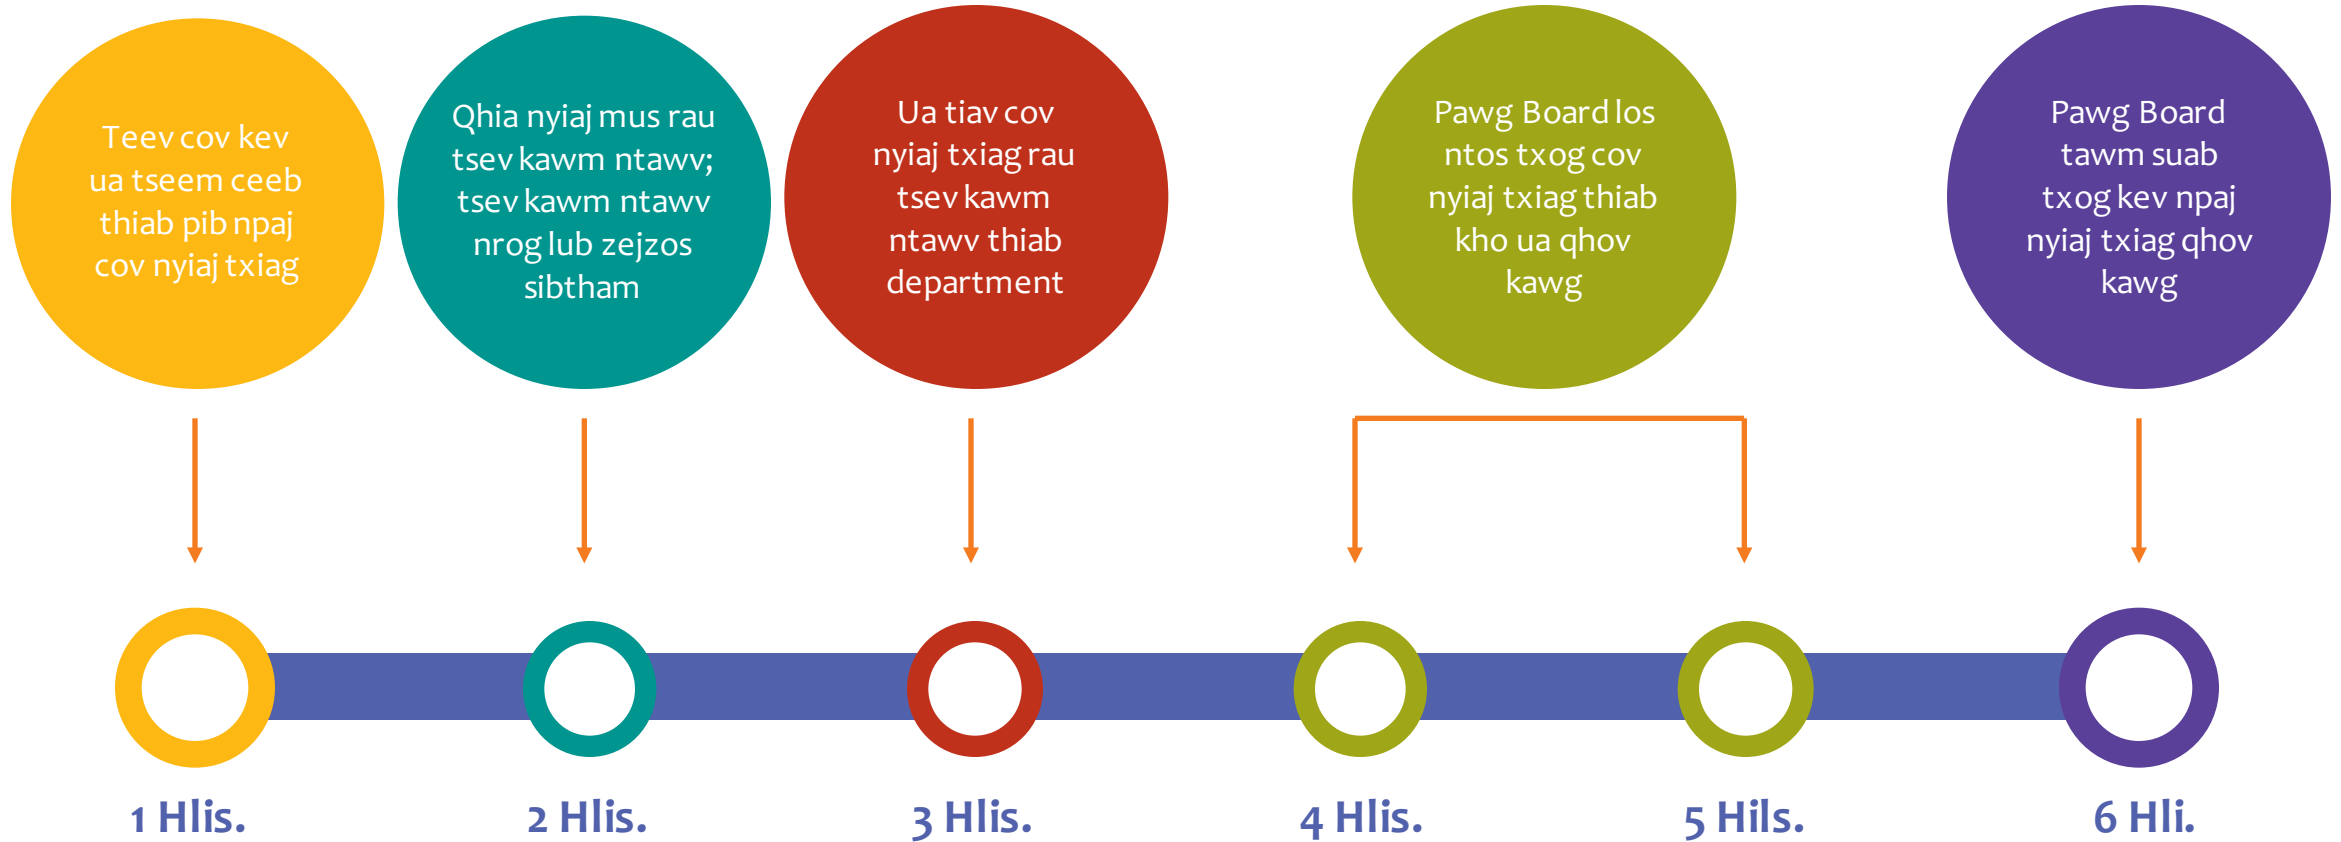 Teev cov kev
ua tseem ceeb
thiab pib npaj
cov nyiaj txiag
Qhia nyiaj mus rau
tsev kawm ntawv;
tsev kawm ntawv
nrog lub zejzos
sibtham
Ua tiav cov
nyiaj txiag rau
tsev kawm
ntawv thiab
department
Pawg Board los
ntos txog cov
nyiaj txiag thiab
kho ua qhov
kawg
Pawg Board
tawm suab
txog kev npaj
nyiaj txiag qhov
kawg
1 Hlis.
2 Hlis.
3 Hlis.
4 Hlis.
5 Hils.
6 Hli.